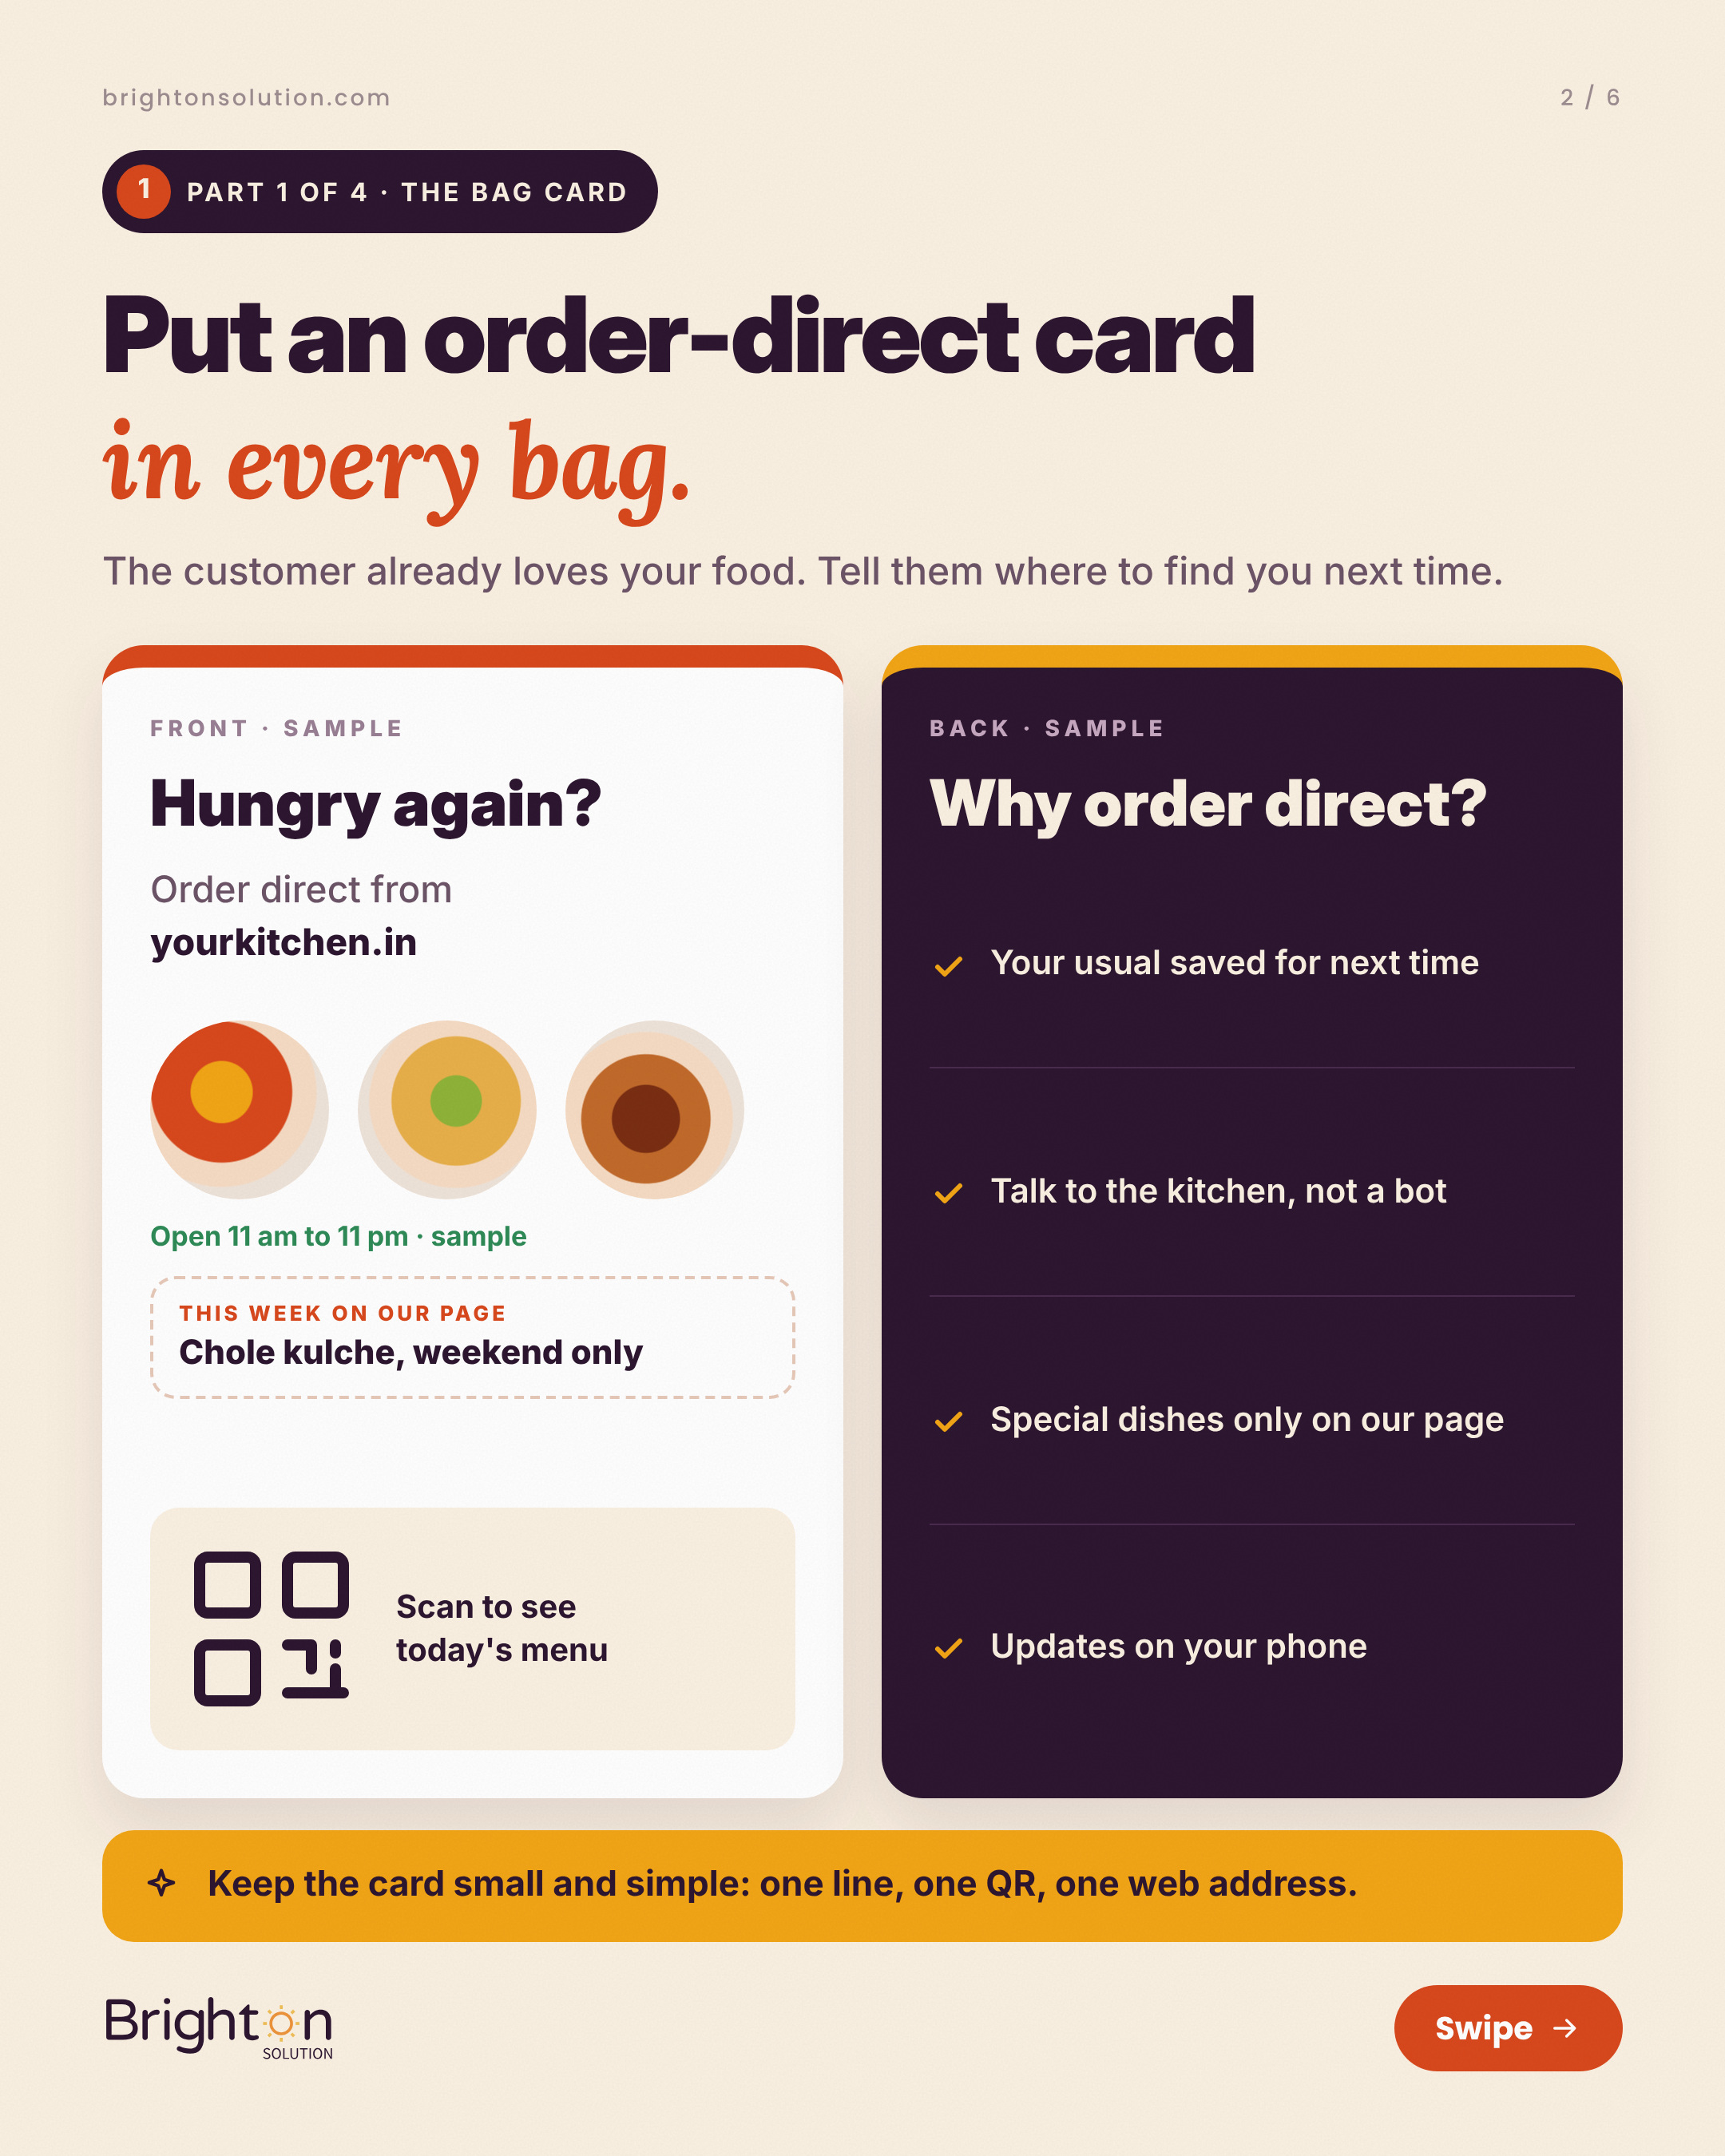 brightonsolution.com
2 / 6
1 PART 1 OF 4 · THE BAG CARD
Put an order-direct card
in every bag.
The customer already loves your food. Tell them where to find you next time.
FRONT · SAMPLE
Hungry again?
Order direct from
yourkitchen.in
Open 11 am to 11 pm · sample
THIS WEEK ON OUR PAGE
Chole kulche, weekend only
Scan to see
today's menu
BACK · SAMPLE
Why order direct?
Your usual saved for next time
Talk to the kitchen, not a bot
Special dishes only on our page
Updates on your phone
Keep the card small and simple: one line, one QR, one web address.
Brighton
SOLUTION
Swipe →